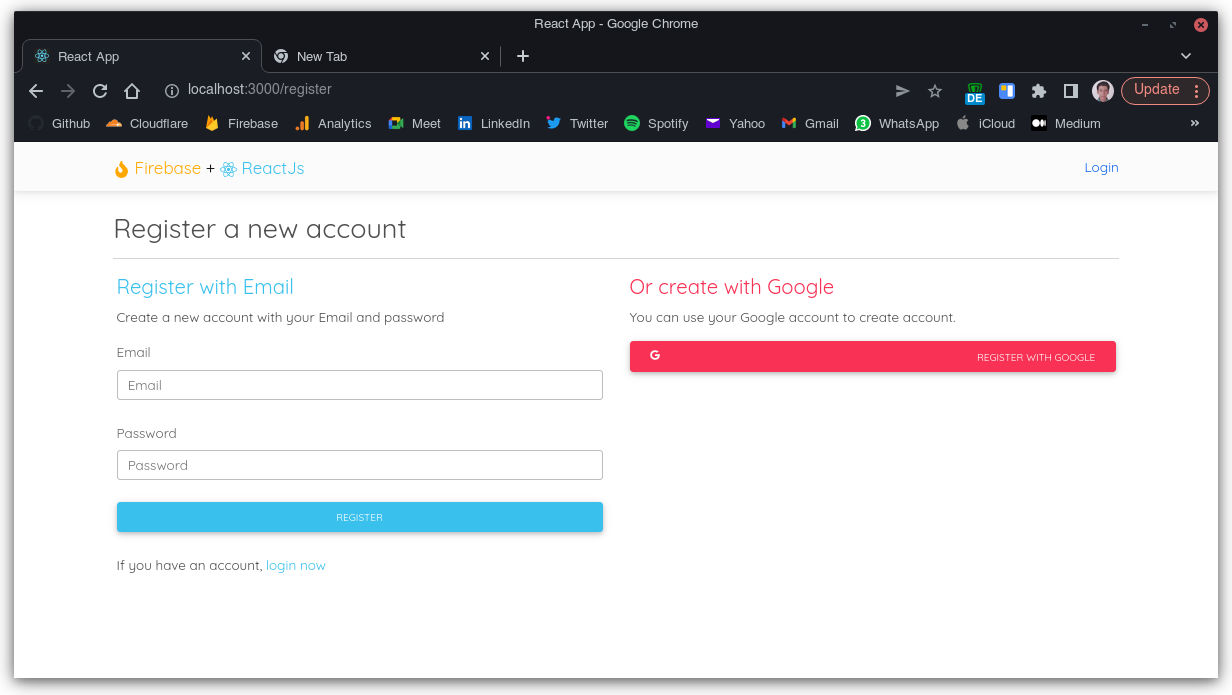 React App - Google Chrome
React App
New Tab
localhost:3000/register
DE
Update
Github
Cloudflare
Firebase
Analytics
Meet
LinkedIn
Twitter
Spotify
Yahoo
Gmail
3
WhatsApp
iCloud
Medium
»
Firebase + ReactJs
Login
Register a new account
Register with Email
Create a new account with your Email and password
Email
Email
Password
Password
REGISTER
If you have an account, login now
Or create with Google
You can use your Google account to create account.
G REGISTER WITH GOOGLE